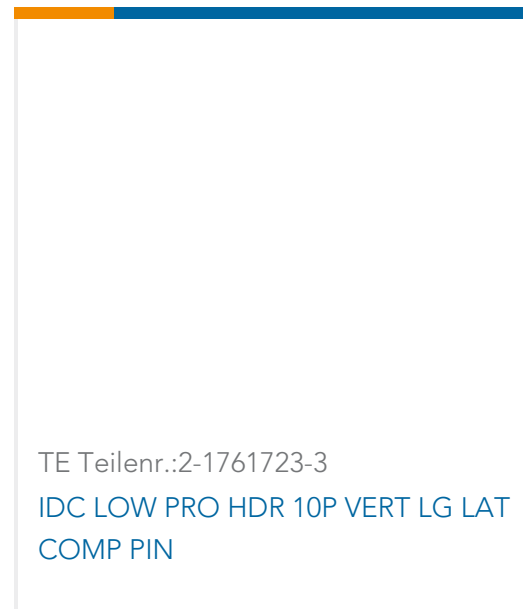 TE Teilenr.:2-1761723-3
IDC LOW PRO HDR 10P VERT LG LAT
COMP PIN